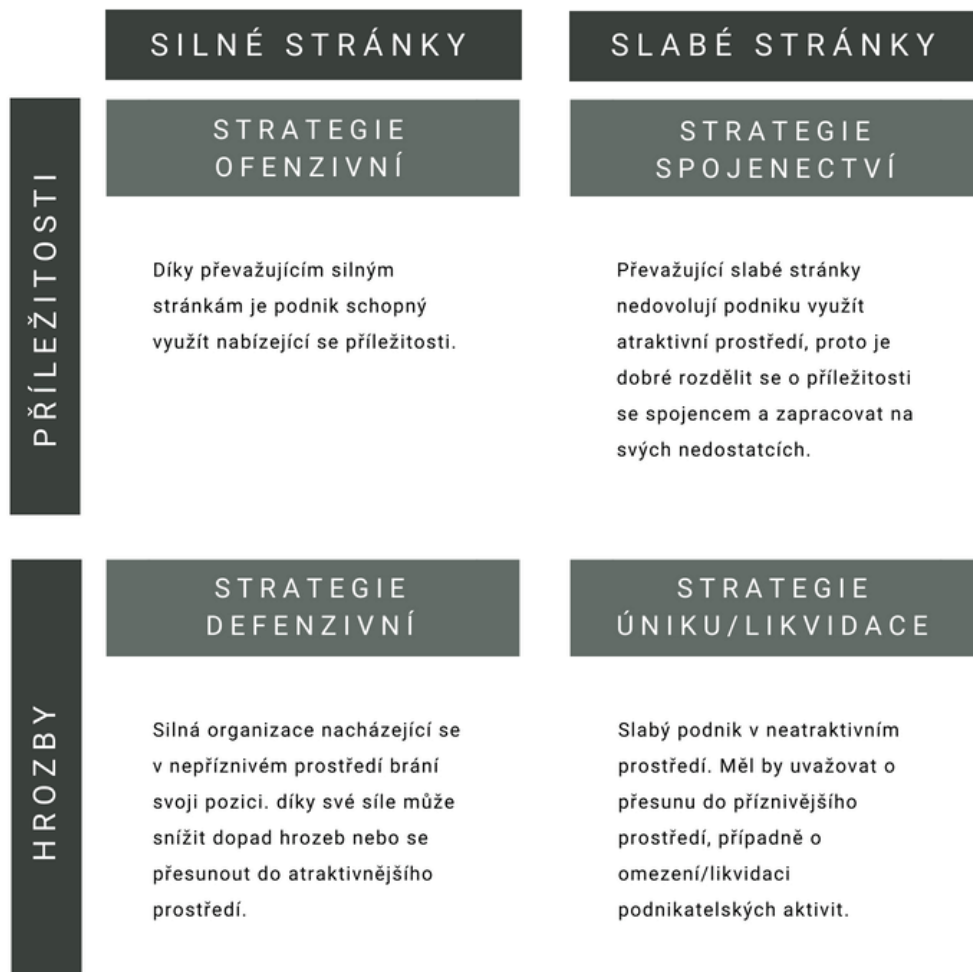 SILNÉ STRÁNKY
SLABÉ STRÁNKY
PŘÍLEŽITOSTI
STRATEGIE
OFENZIVNÍ
Díky převažujícím silným
stránkám je podnik schopný
využít nabízející se příležitosti.
STRATEGIE
SPOJENECTVÍ
Převažující slabé stránky
nedovolují podniku využít
atraktivní prostředí, proto je
dobré rozdělit se o příležitosti
se spojencem a zapracovat na
svých nedostatcích.
HROZBY
STRATEGIE
DEFENZIVNÍ
Silná organizace nacházející se
v nepříznivém prostředí brání
svoji pozici. díky své síle může
snížit dopad hrozeb nebo se
přesunout do atraktivnějšího
prostředí.
STRATEGIE
ÚNIKU/LIKVIDACE
Slabý podnik v neatraktivním
prostředí. Měl by uvažovat o
přesunu do příznivějšího
prostředí, případně o
omezení/likvidaci
podnikatelských aktivit.